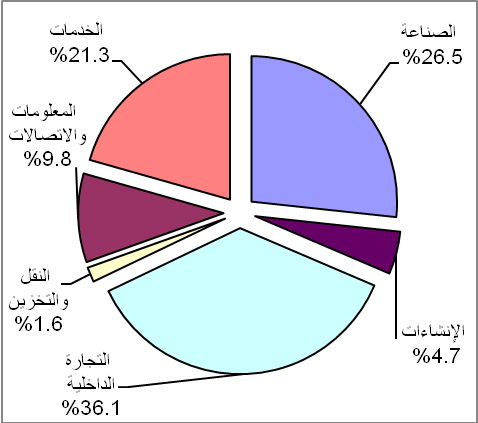 الصناعة
%26.5
الإنشاءات
%4.7
التجارة
الداخلية
%36.1
النقل
والتخزين
%1.6
المعلومات
والاتصالات
%9.8
الخدمات
%21.3